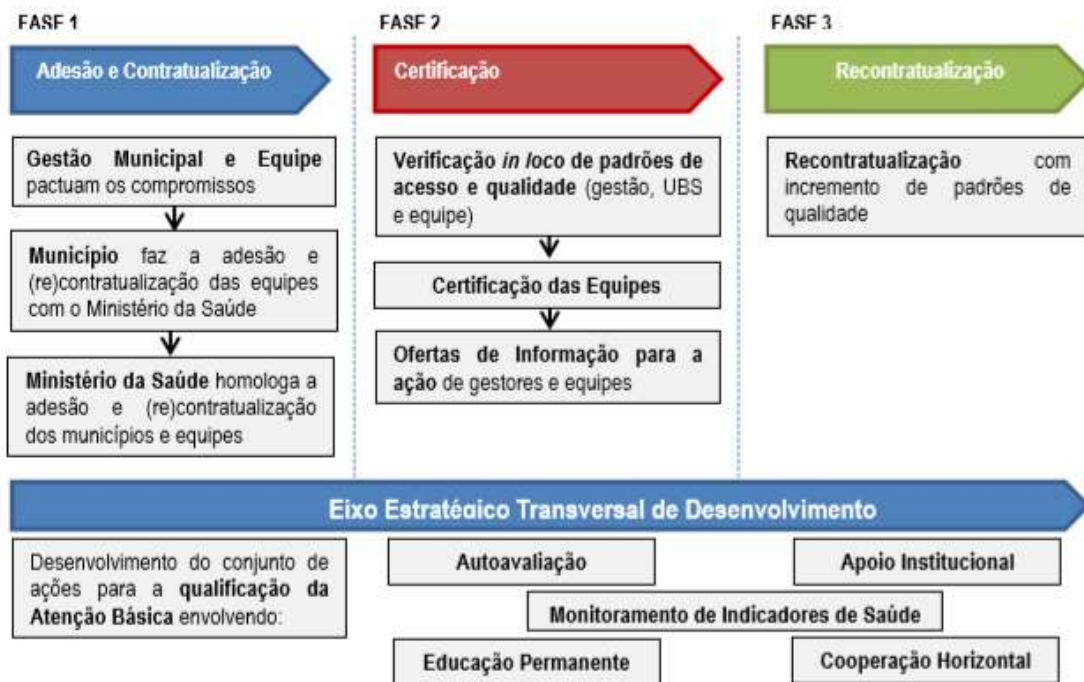 FASE 1
FASE 2
FASE 3
Adesão e Contratualização
Certificação
Recontratualização
Gestão Municipal e Equipe
pactuam os compromissos
Município faz a adesão e
(re)contratualização das equipes
com o Ministério da Saúde
Ministério da Saúde homologa a
adesão e (re)contratualização
dos municípios e equipes
Verificação in loco de padrões de
acesso e qualidade (gestão, UBS
e equipe)
Certificação das Equipes
Ofertas de Informação para a
ação de gestores e equipes
Recontratualização com
incremento de padrões de
qualidade
Eixo Estratégico Transversal de Desenvolvimento
Desenvolvimento do conjunto de
ações para a qualificação da
Atenção Básica envolvendo:
Autoavaliação
Apoio Institucional
Monitoramento de Indicadores de Saúde
Educação Permanente
Cooperação Horizontal